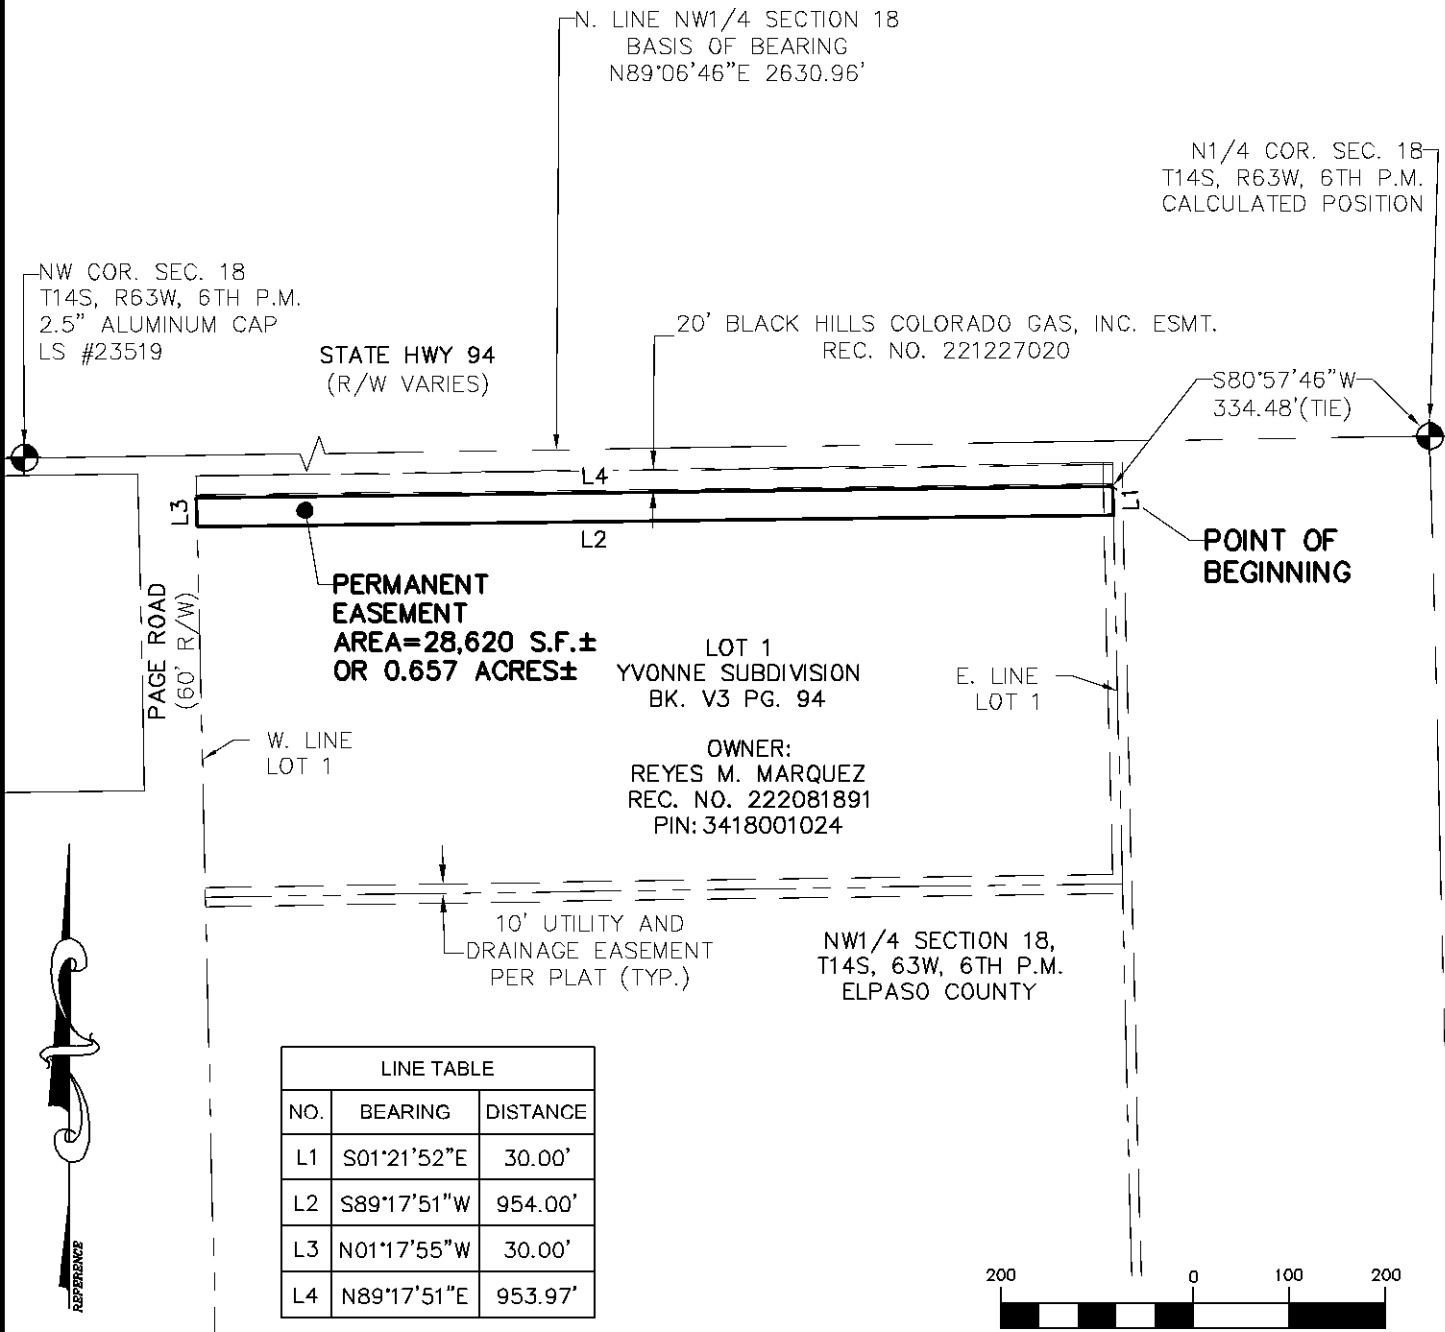 N. LINE NW1/4 SECTION 18
BASIS OF BEARING
N89°06'46"E 2630.96'
N1/4 COR. SEC. 18
T14S, R63W, 6TH P.M.
CALCULATED POSITION
NW COR. SEC. 18
T14S, R63W, 6TH P.M.
2.5" ALUMINUM CAP
LS #23519
STATE HWY 94
(R/W VARIES)
20' BLACK HILLS COLORADO GAS, INC. ESMT.
REC. NO. 221227020
S80°57'46"W
334.48'(TIE)
L4
L3
L1
L2
POINT OF
BEGINNING
PERMANENT
EASEMENT
AREA=28,620 S.F.±
OR 0.657 ACRES±
PAGE ROAD
(60' R/W)
LOT 1
YVONNE SUBDIVISION
BK. V3 PG. 94
E. LINE
LOT 1
W. LINE
LOT 1
OWNER:
REYES M. MARQUEZ
REC. NO. 222081891
PIN: 3418001024
10' UTILITY AND
DRAINAGE EASEMENT
PER PLAT (TYP.)
NW1/4 SECTION 18,
T14S, 63W, 6TH P.M.
ELPASO COUNTY
LINE TABLE
NO. BEARING DISTANCE
L1 S01°21'52"E 30.00'
L2 S89°17'51"W 954.00'
L3 N01°17'55"W 30.00'
L4 N89°17'51"E 953.97'
REFERENCE
200 0 100 200